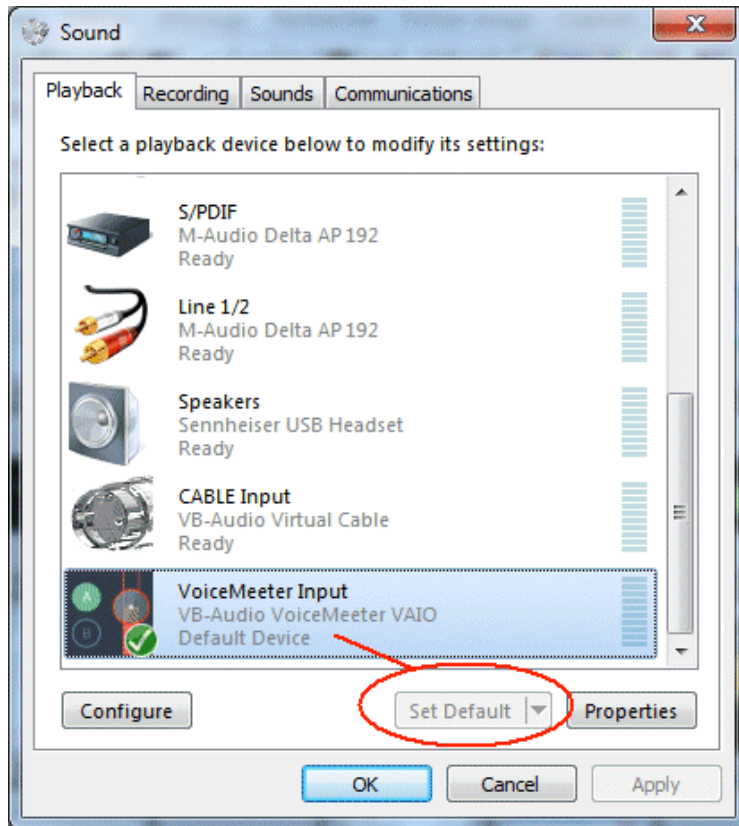 Sound
Playback Recording Sounds Communications
Select a playback device below to modify its settings:
S/PDIF
M-Audio Delta AP 192
Ready
Line 1/2
M-Audio Delta AP 192
Ready
Speakers
Sennheiser USB Headset
Ready
CABLE Input
VB-Audio Virtual Cable
Ready
VoiceMeeter Input
VB-Audio VoiceMeeter VAIO
Default Device
A
B
Configure Set Default Properties
OK Cancel Apply